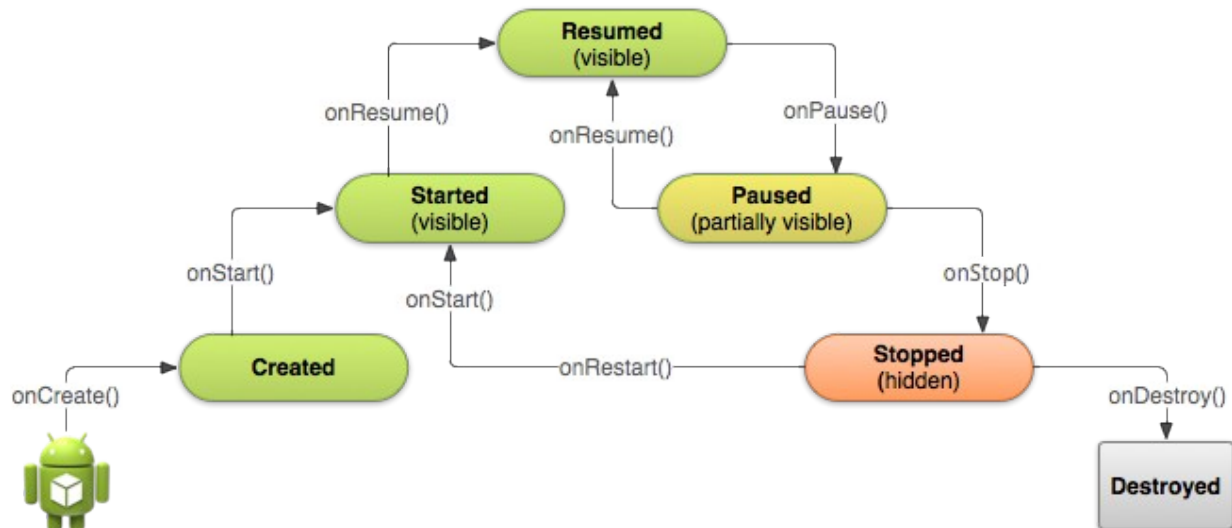 Resumed
(visible)
onResume()
onResume()
onPause()
Started
(visible)
Paused
(partially visible)
onStart()
onStart()
onStop()
Created
onRestart()
Stopped
(hidden)
onCreate()
onDestroy()
Destroyed